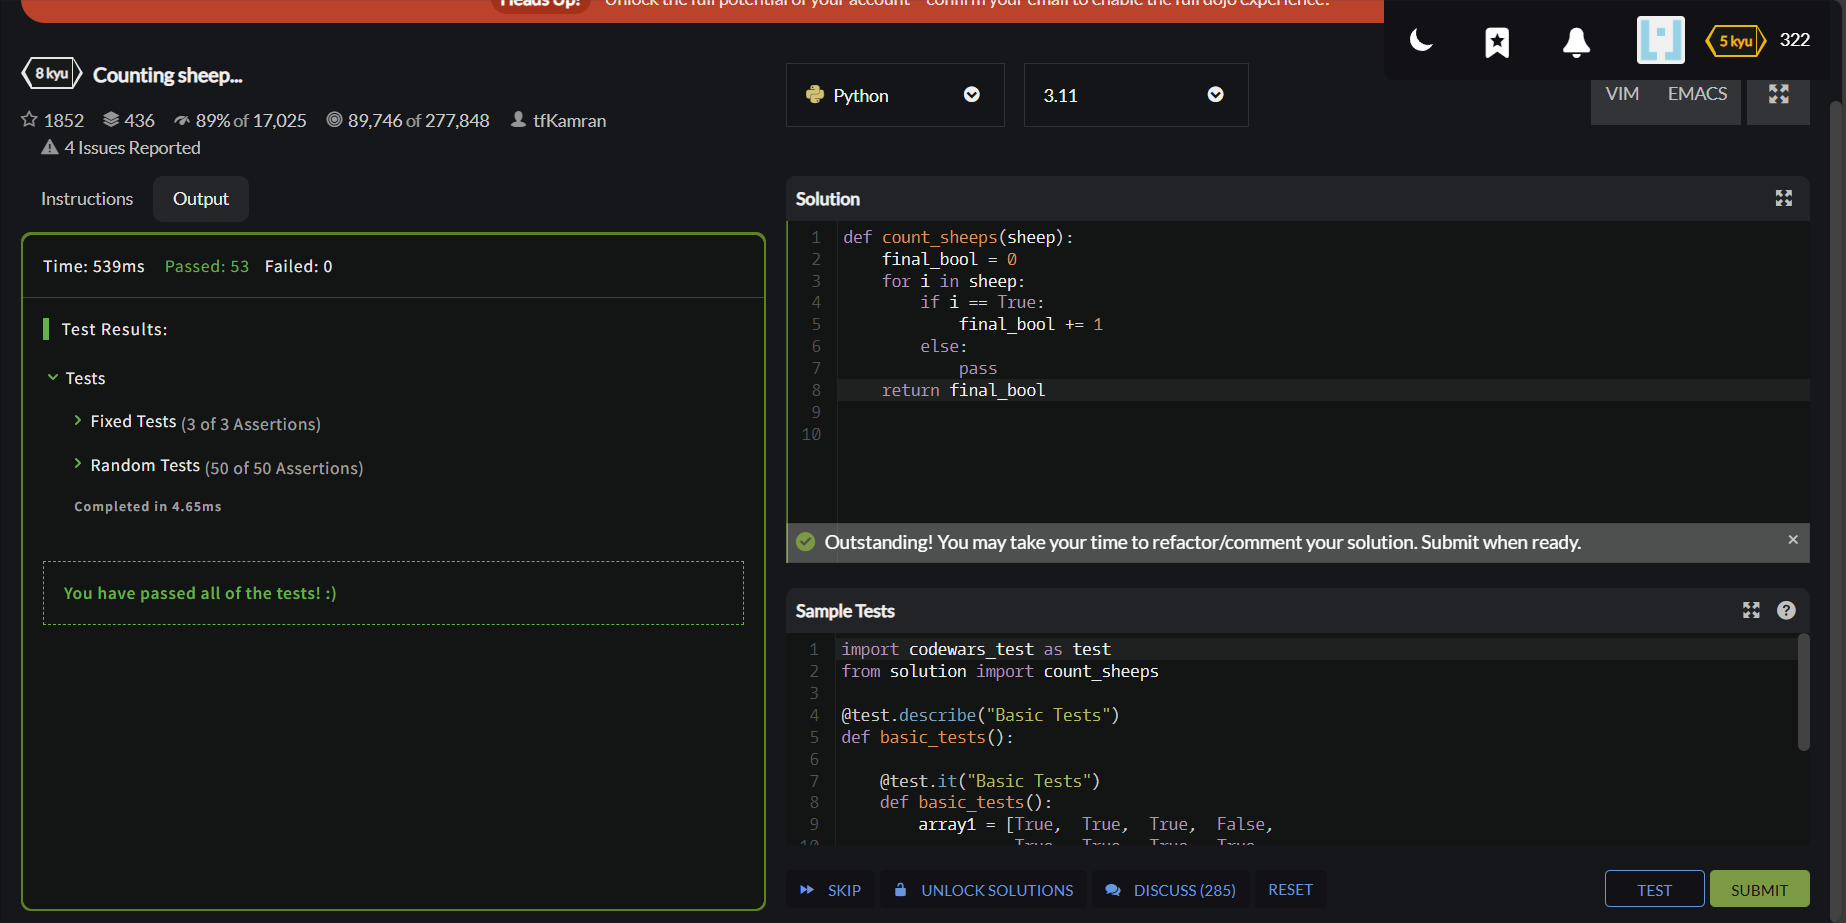 Heads Up! Unlock the full potential of your account - confirm your email to enable the full dojo experience!
5 kyu 322
8 kyu Counting sheep...
1852 436 89% of 17,025 89,746 of 277,848 tfKamran
4 Issues Reported
Python 3.11 VIM EMACS
Instructions Output
Time: 539ms Passed: 53 Failed: 0
Test Results:
Tests
Fixed Tests (3 of 3 Assertions)
Random Tests (50 of 50 Assertions)
Completed in 4.65ms
You have passed all of the tests! :)
Solution
1 def count_sheeps(sheep):
2     final_bool = 0
3     for i in sheep:
4         if i == True:
5             final_bool += 1
6         else:
7             pass
8     return final_bool
9
10
Outstanding! You may take your time to refactor/comment your solution. Submit when ready. ×
Sample Tests
1 import codewars_test as test
2 from solution import count_sheeps
3
4 @test.describe("Basic Tests")
5 def basic_tests():
6
7     @test.it("Basic Tests")
8     def basic_tests():
9         array1 = [True,  True,  True,  False,
10                  True,  True,  True,  True,
SKIP UNLOCK SOLUTIONS DISCUSS (285) RESET TEST SUBMIT